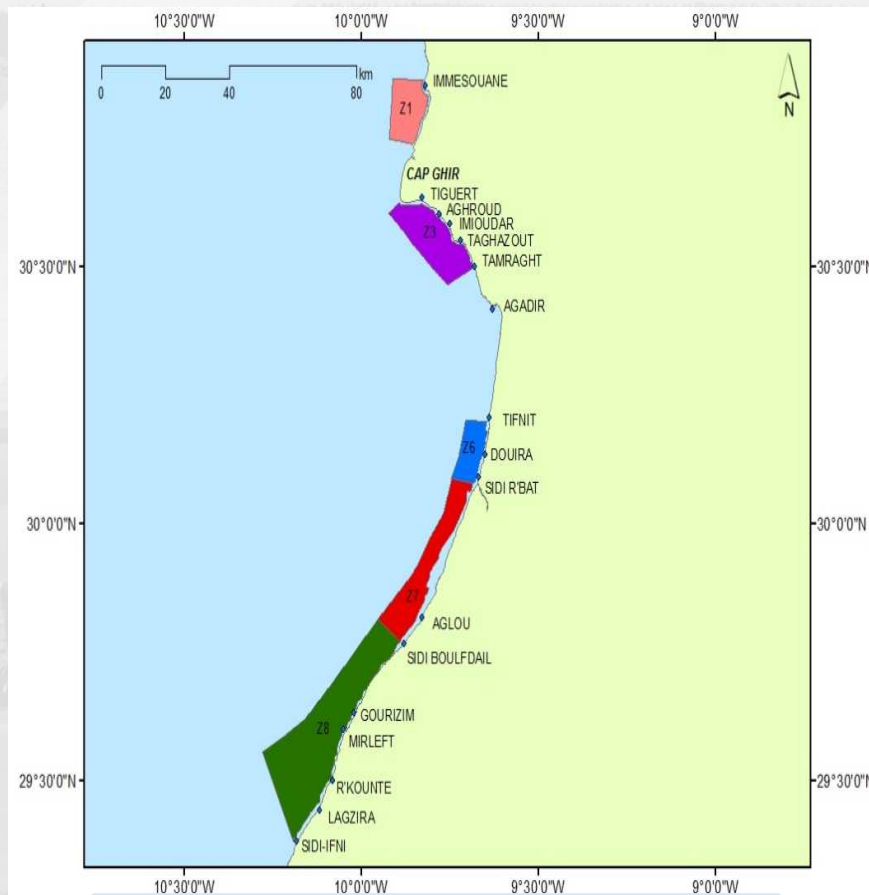 10°30'0"W 10°0'0"W 9°30'0"W 9°0'0"W
km
0 20 40 80
N
IMMESOUANE
Z1
CAP GHIR
TIGUERT
AGHROUD
IMIOUDAR
Z3
TAGHAZOUT
TAMRAGHT
30°30'0"N 30°30'0"N
AGADIR
TIFNIT
Z6
DOUIRA
SIDI R'BAT
30°0'0"N 30°0'0"N
Z7
AGLOU
SIDI BOULFDAIL
GOURIZIM
Z8
MIRLEFT
29°30'0"N 29°30'0"N
R'KOUNTE
LAGZIRA
SIDI-IFNI
10°30'0"W 10°0'0"W 9°30'0"W 9°0'0"W